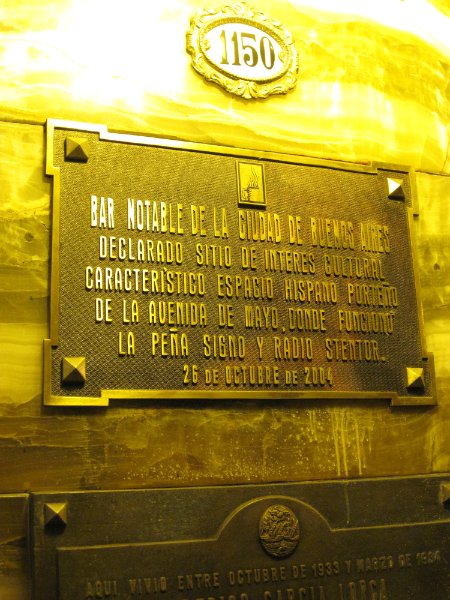 1150
BAR NOTABLE DE LA CIUDAD DE BUENOS AIRES
DECLARADO SITIO DE INTERES CULTURAL
CARACTERÍSTICO ESPACIO HISPANO PORTEÑO
DE LA AVENIDA DE MAYO, DONDE FUNCIONÓ
LA PEÑA SIGNO Y RADIO STENTOR.
26 DE OCTUBRE DE 2004
AQUI VIVIO ENTRE OCTUBRE DE 1933 Y MARZO DE 1934
FEDERICO GARCIA LORCA